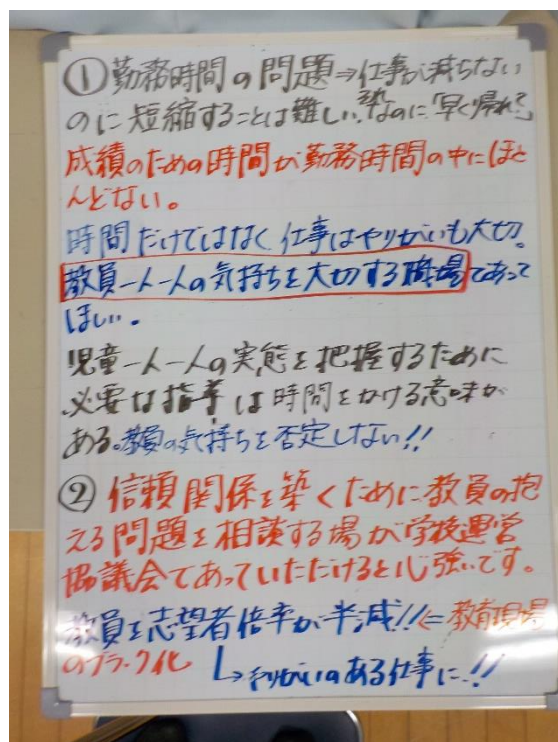 ①勤務時間の問題⇒仕事が減らない
のに短縮することは難しい。なのに「早く帰れ?」
成績のための時間が勤務時間の中にほと
んどない。
時間だけではなく仕事はやりがいも大切。
教員一人一人の気持ちを大切する職場であって
ほしい。
児童一人一人の実態を把握するために
必要な指導は時間をかける意味が
ある。教員の気持ちを否定しない!!
②信頼関係を築くために教員の抱
える問題を相談する場が学校運営
協議会であっていただけると心強いです。
教員を志望者倍率が半減!!⇐教育現場
のブラック化 ↳やりがいのある仕事に!!